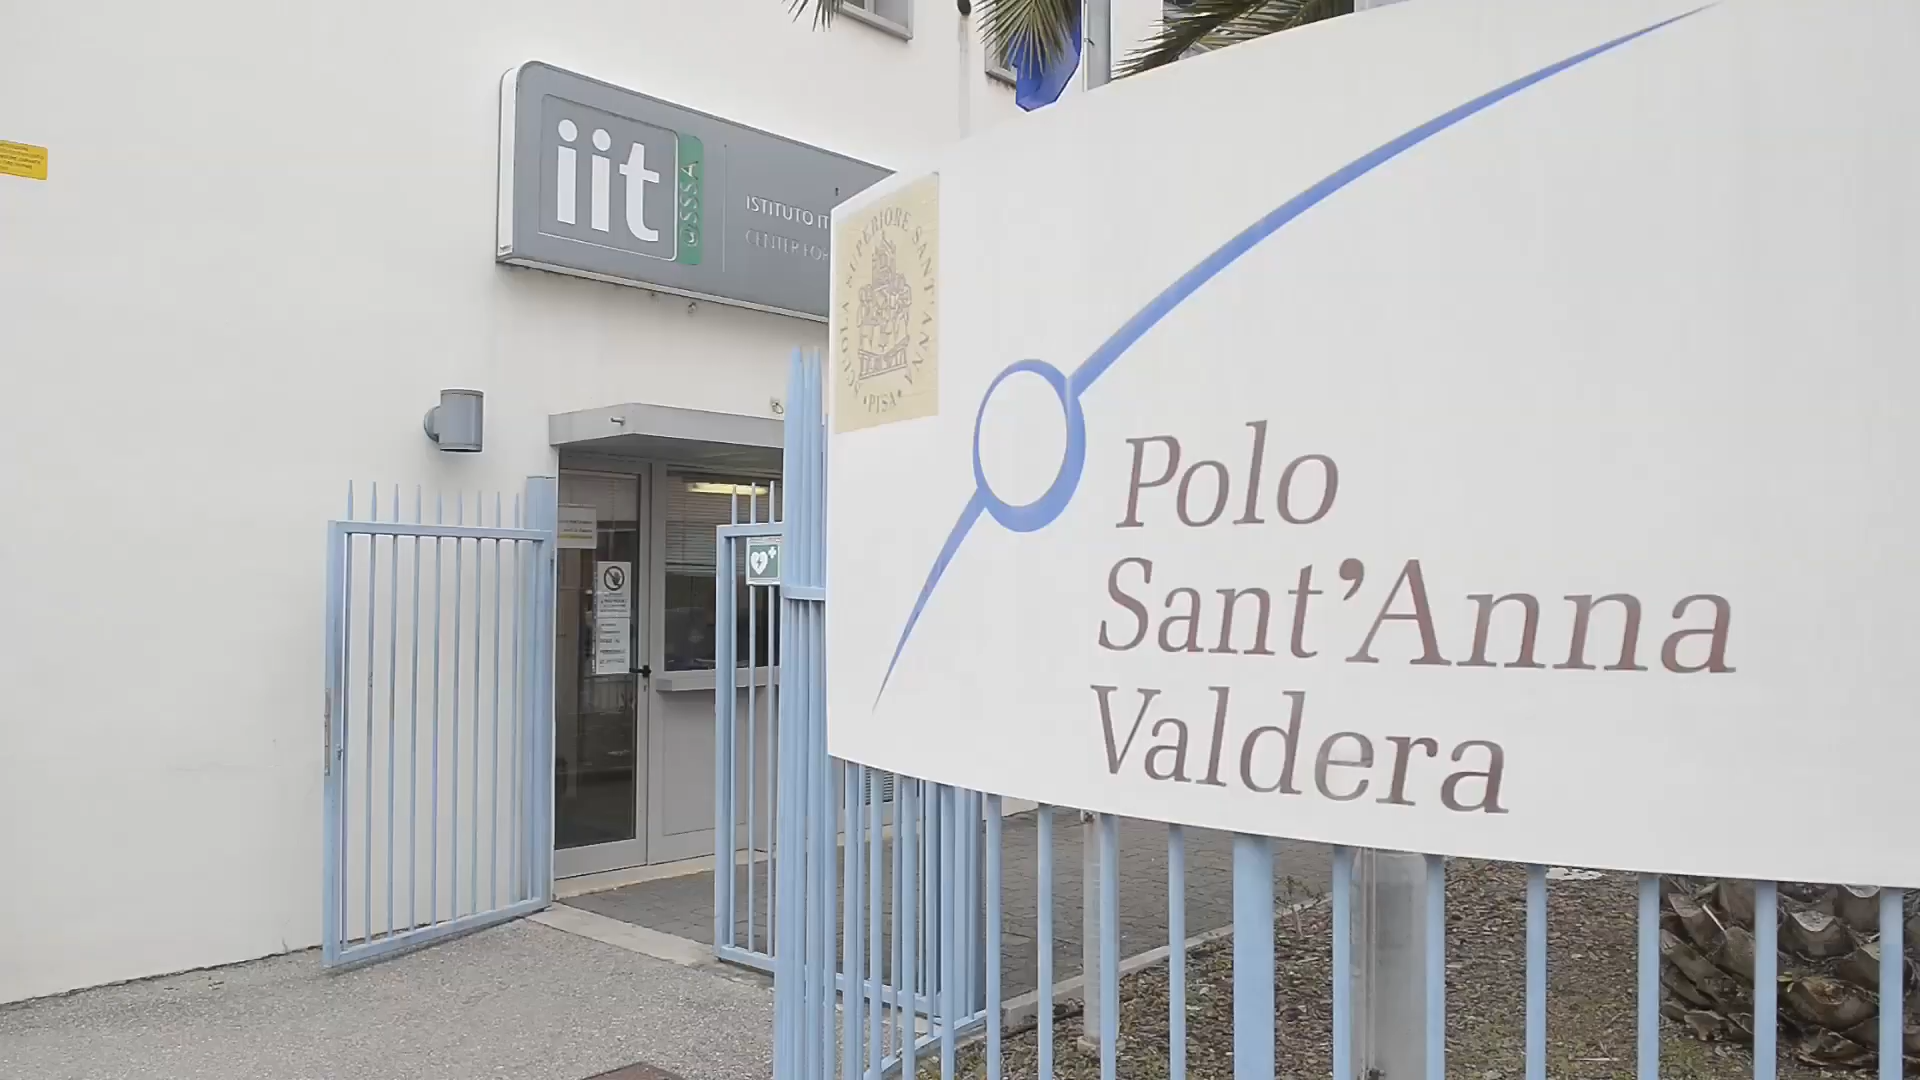 iit
@SSSA
ISTITUTO IT
CENTER FOR
SCUOLA SUPERIORE SANT'ANNA
*PISA*
Polo
Sant'Anna
Valdera